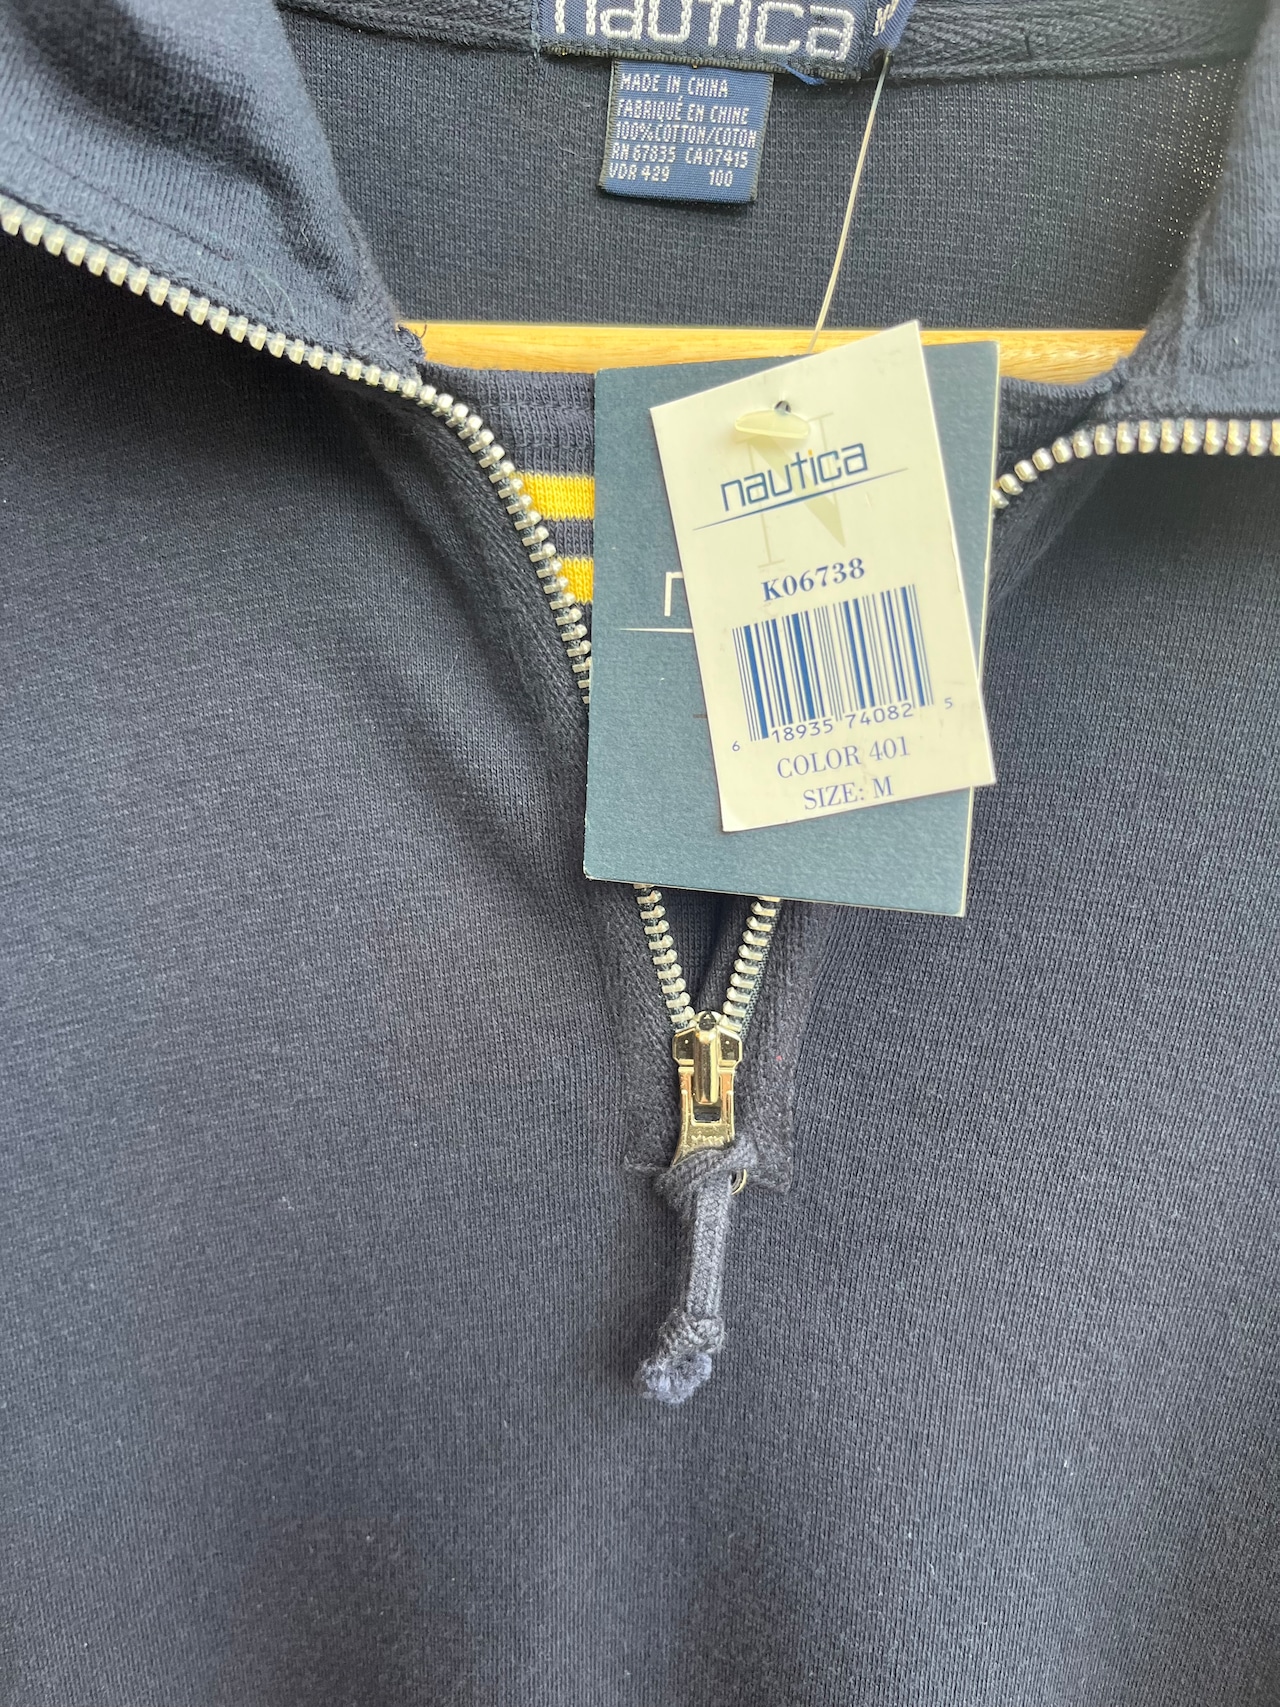 nautica
M
MADE IN CHINA
FABRIQUÉ EN CHINE
100%COTTON/COTON
RN 67835 CA07415
VDR 429 100
N
nautica
K06738
6 18935 74082 5
COLOR 401
SIZE: M
n
YKK